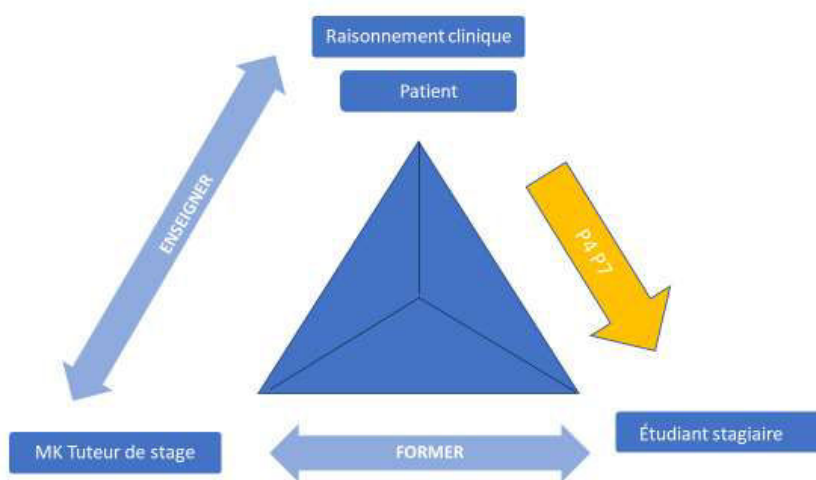 Raisonnement clinique
Patient
ENSEIGNER
P4 P7
MK Tuteur de stage
FORMER
Étudiant stagiaire